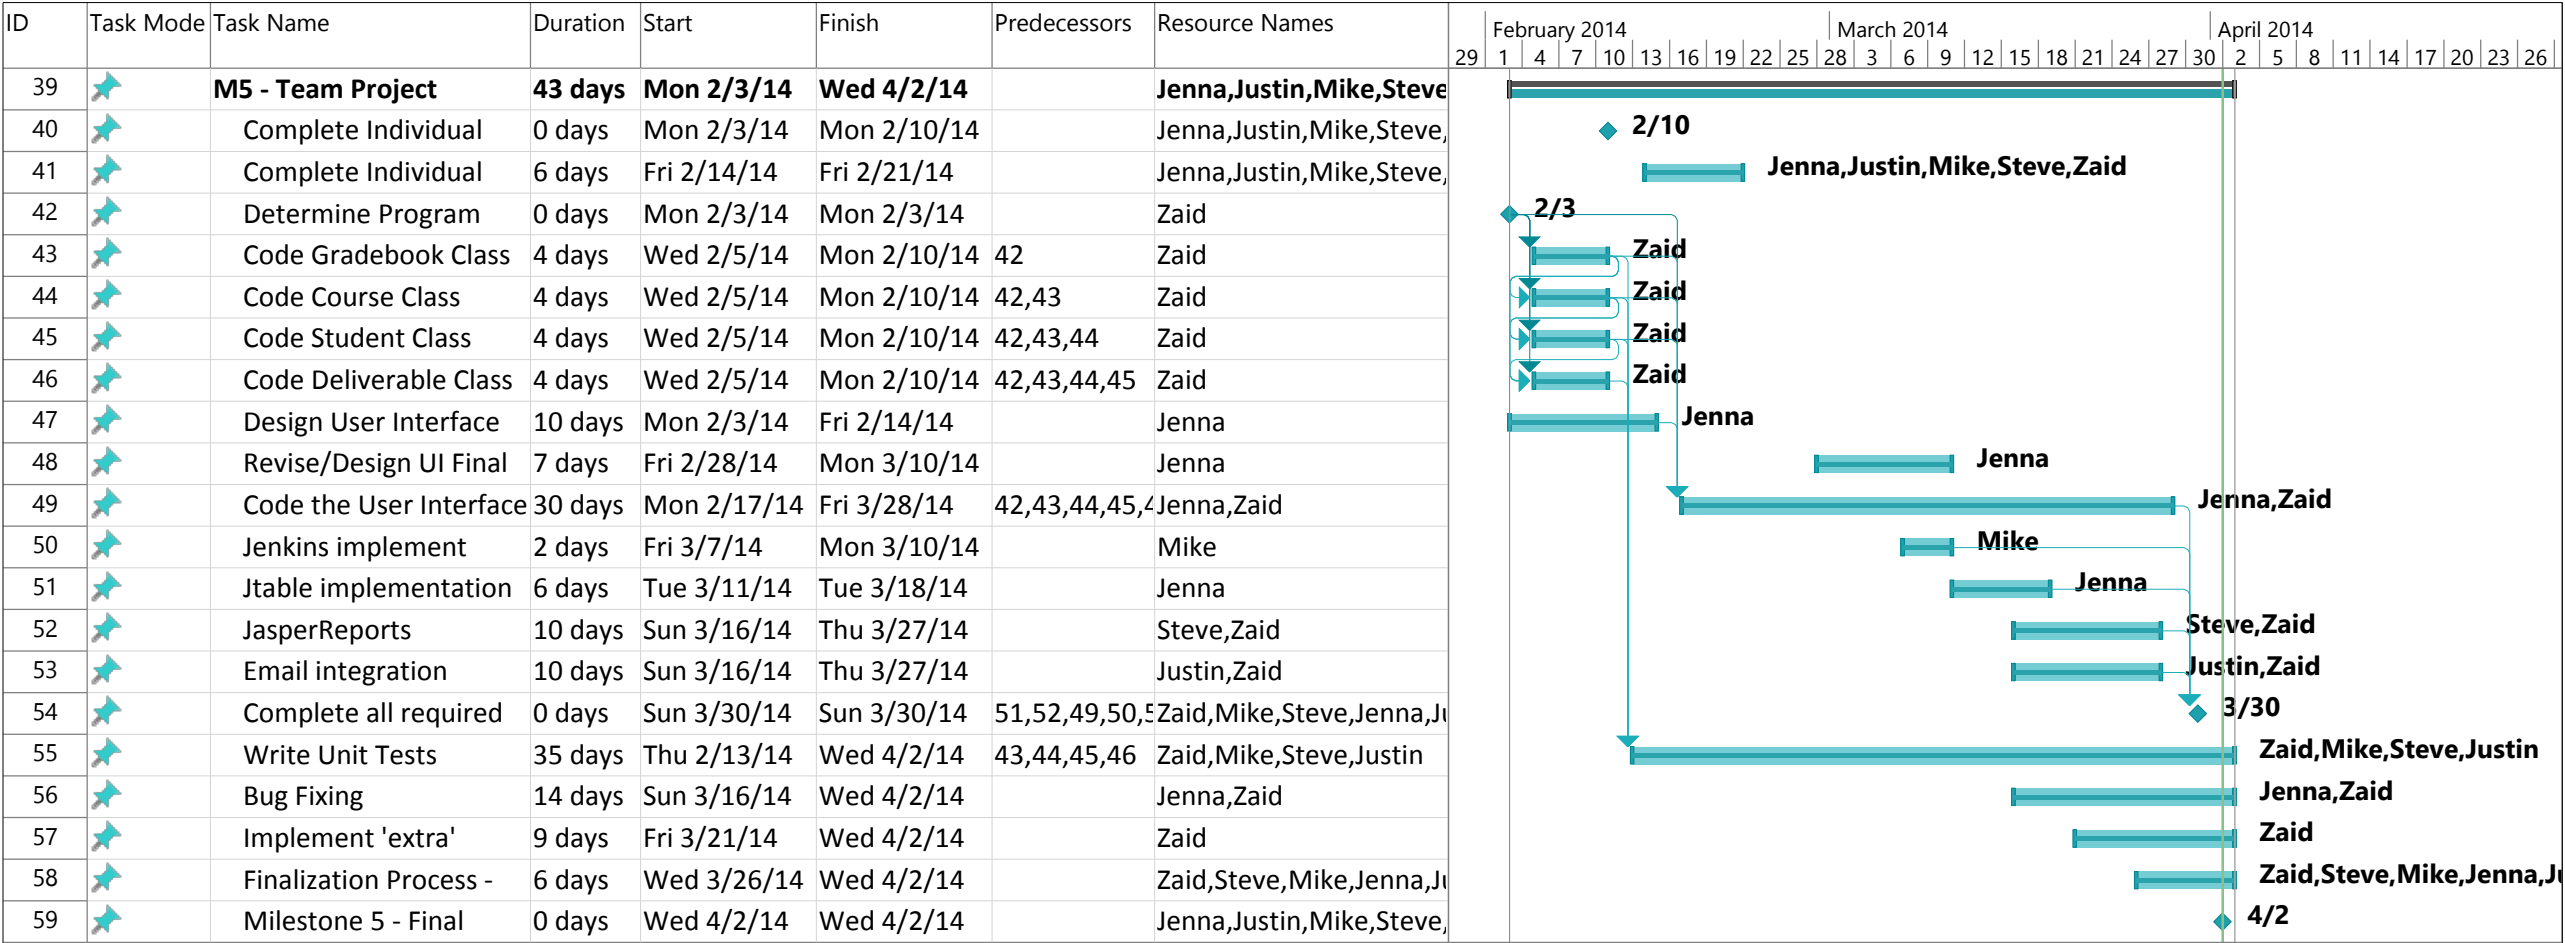 ID Task Mode Task Name Duration Start Finish Predecessors Resource Names
February 2014 March 2014 April 2014
29 1 4 7 10 13 16 19 22 25 28 3 6 9 12 15 18 21 24 27 30 2 5 8 11 14 17 20 23 26
39 M5 - Team Project 43 days Mon 2/3/14 Wed 4/2/14 Jenna,Justin,Mike,Steve
40 Complete Individual 0 days Mon 2/3/14 Mon 2/10/14 Jenna,Justin,Mike,Steve, 2/10
41 Complete Individual 6 days Fri 2/14/14 Fri 2/21/14 Jenna,Justin,Mike,Steve, Jenna,Justin,Mike,Steve,Zaid
42 Determine Program 0 days Mon 2/3/14 Mon 2/3/14 Zaid 2/3
43 Code Gradebook Class 4 days Wed 2/5/14 Mon 2/10/14 42 Zaid Zaid
44 Code Course Class 4 days Wed 2/5/14 Mon 2/10/14 42,43 Zaid Zaid
45 Code Student Class 4 days Wed 2/5/14 Mon 2/10/14 42,43,44 Zaid Zaid
46 Code Deliverable Class 4 days Wed 2/5/14 Mon 2/10/14 42,43,44,45 Zaid Zaid
47 Design User Interface 10 days Mon 2/3/14 Fri 2/14/14 Jenna Jenna
48 Revise/Design UI Final 7 days Fri 2/28/14 Mon 3/10/14 Jenna Jenna
49 Code the User Interface 30 days Mon 2/17/14 Fri 3/28/14 42,43,44,45,4 Jenna,Zaid Jenna,Zaid
50 Jenkins implement 2 days Fri 3/7/14 Mon 3/10/14 Mike Mike
51 Jtable implementation 6 days Tue 3/11/14 Tue 3/18/14 Jenna Jenna
52 JasperReports 10 days Sun 3/16/14 Thu 3/27/14 Steve,Zaid Steve,Zaid
53 Email integration 10 days Sun 3/16/14 Thu 3/27/14 Justin,Zaid Justin,Zaid
54 Complete all required 0 days Sun 3/30/14 Sun 3/30/14 51,52,49,50,5 Zaid,Mike,Steve,Jenna,Ju 3/30
55 Write Unit Tests 35 days Thu 2/13/14 Wed 4/2/14 43,44,45,46 Zaid,Mike,Steve,Justin Zaid,Mike,Steve,Justin
56 Bug Fixing 14 days Sun 3/16/14 Wed 4/2/14 Jenna,Zaid Jenna,Zaid
57 Implement 'extra' 9 days Fri 3/21/14 Wed 4/2/14 Zaid Zaid
58 Finalization Process - 6 days Wed 3/26/14 Wed 4/2/14 Zaid,Steve,Mike,Jenna,Ju Zaid,Steve,Mike,Jenna,Ju
59 Milestone 5 - Final 0 days Wed 4/2/14 Wed 4/2/14 Jenna,Justin,Mike,Steve, 4/2